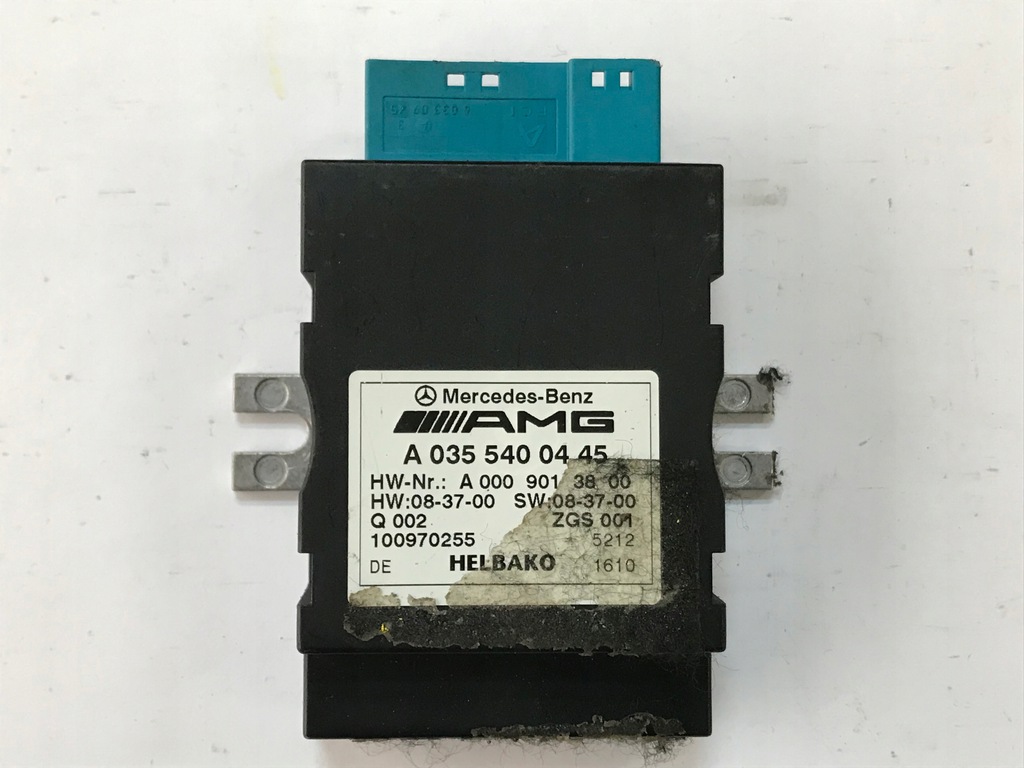 Mercedes-Benz
AMG
A 035 540 04 45
HW-Nr.: A 000 901 38 00
HW:08-37-00 SW:08-37-00
Q 002 ZGS 001
100970255 5212
DE HELBAKO 1610